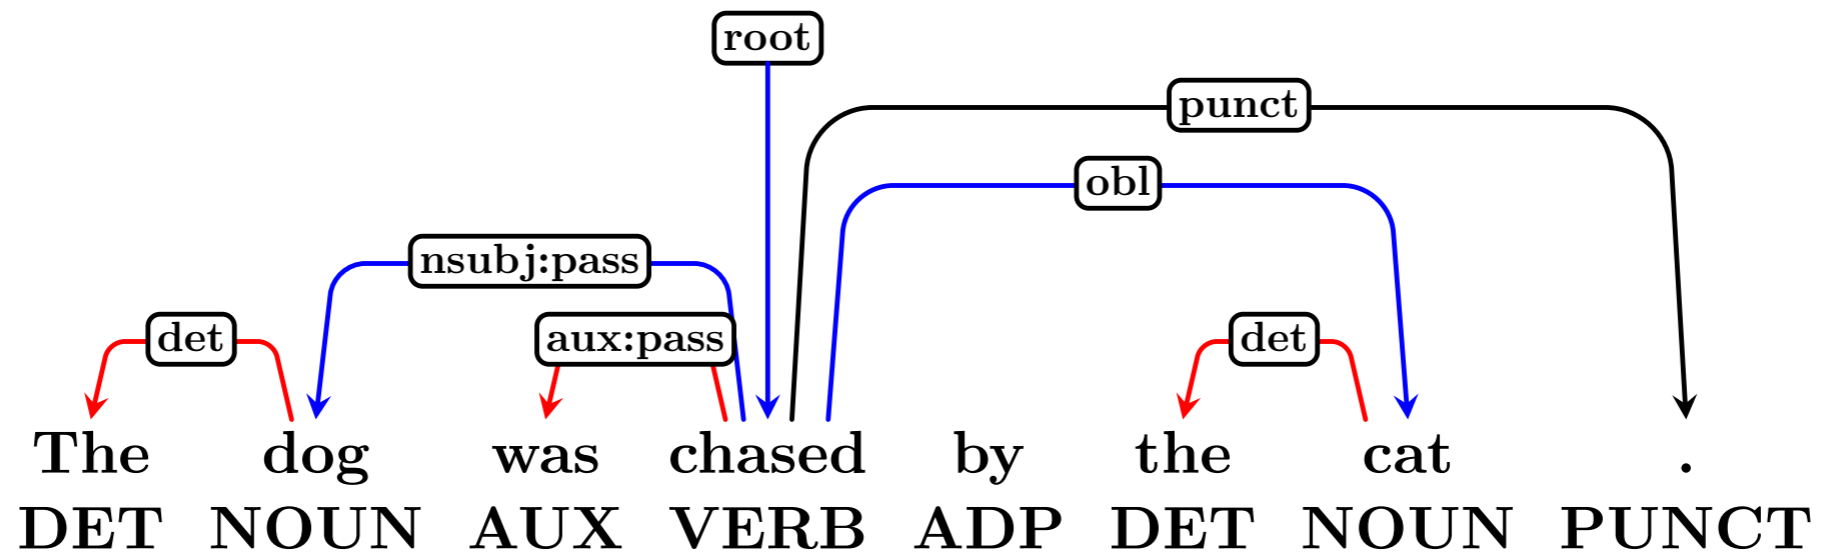 root
punct
obl
nsubj:pass
det aux:pass det
The dog was chased by the cat .
DET NOUN AUX VERB ADP DET NOUN PUNCT